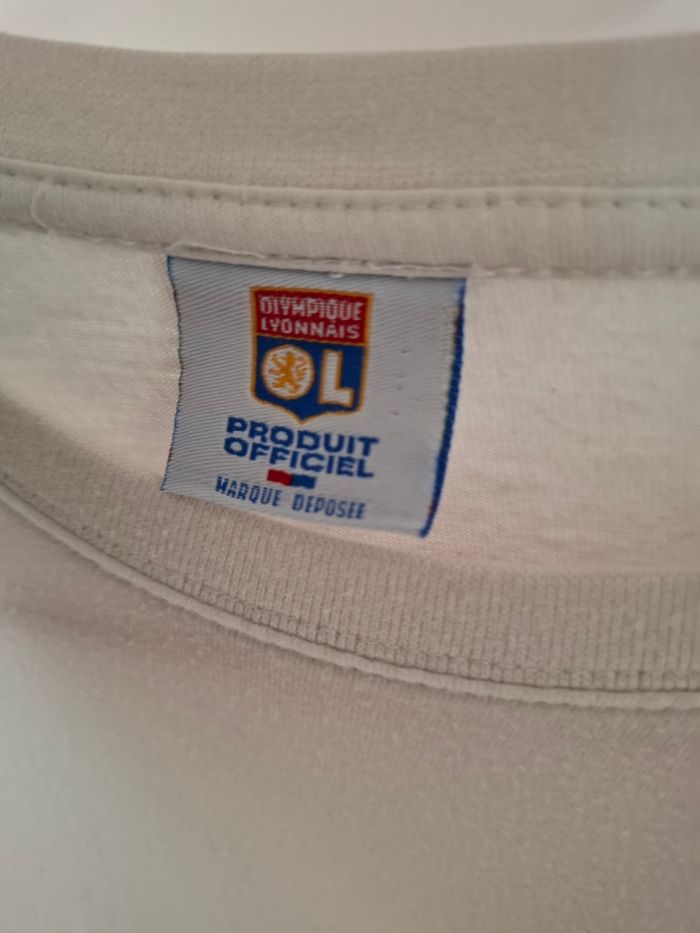 OLYMPIQUE
LYONNAIS
OL
PRODUIT
OFFICIEL
MARQUE DEPOSEE